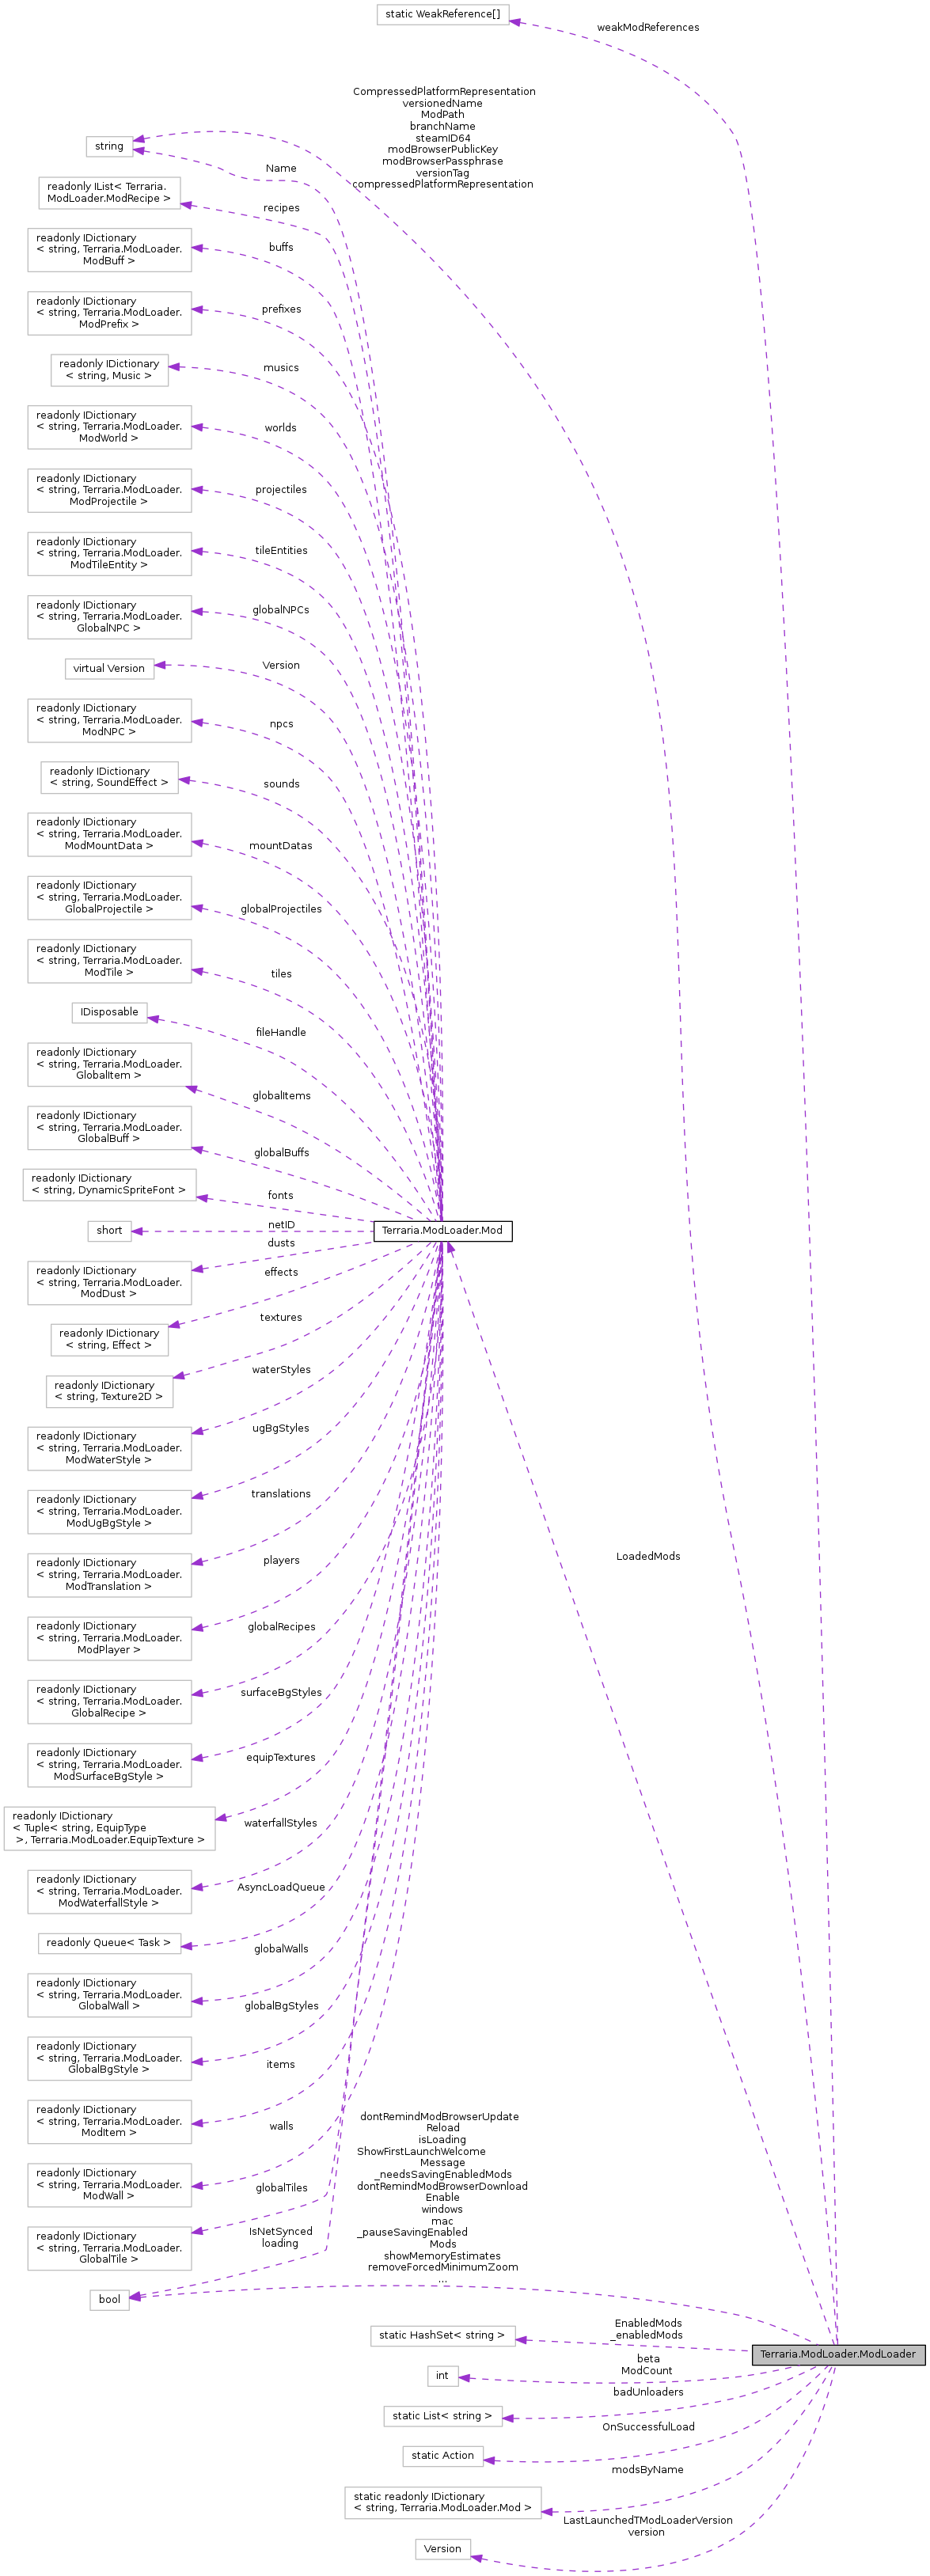 static WeakReference[]
weakModReferences
CompressedPlatformRepresentation
versionedName
ModPath
branchName
steamID64
modBrowserPublicKey
modBrowserPassphrase
versionTag
compressedPlatformRepresentation
string
Name
readonly IList< Terraria.
ModLoader.ModRecipe >
recipes
readonly IDictionary
< string, Terraria.ModLoader.
ModBuff >
buffs
readonly IDictionary
< string, Terraria.ModLoader.
ModPrefix >
prefixes
readonly IDictionary
< string, Music >
musics
readonly IDictionary
< string, Terraria.ModLoader.
ModWorld >
worlds
readonly IDictionary
< string, Terraria.ModLoader.
ModProjectile >
projectiles
readonly IDictionary
< string, Terraria.ModLoader.
ModTileEntity >
tileEntities
readonly IDictionary
< string, Terraria.ModLoader.
GlobalNPC >
globalNPCs
virtual Version
Version
readonly IDictionary
< string, Terraria.ModLoader.
ModNPC >
npcs
readonly IDictionary
< string, SoundEffect >
sounds
readonly IDictionary
< string, Terraria.ModLoader.
ModMountData >
mountDatas
readonly IDictionary
< string, Terraria.ModLoader.
GlobalProjectile >
globalProjectiles
readonly IDictionary
< string, Terraria.ModLoader.
ModTile >
tiles
IDisposable
fileHandle
readonly IDictionary
< string, Terraria.ModLoader.
GlobalItem >
globalItems
readonly IDictionary
< string, Terraria.ModLoader.
GlobalBuff >
globalBuffs
readonly IDictionary
< string, DynamicSpriteFont >
fonts
short
netID
Terraria.ModLoader.Mod
readonly IDictionary
< string, Terraria.ModLoader.
ModDust >
dusts
readonly IDictionary
< string, Effect >
effects
readonly IDictionary
< string, Texture2D >
textures
readonly IDictionary
< string, Terraria.ModLoader.
ModWaterStyle >
waterStyles
readonly IDictionary
< string, Terraria.ModLoader.
ModUgBgStyle >
ugBgStyles
readonly IDictionary
< string, Terraria.ModLoader.
ModTranslation >
translations
LoadedMods
readonly IDictionary
< string, Terraria.ModLoader.
ModPlayer >
players
readonly IDictionary
< string, Terraria.ModLoader.
GlobalRecipe >
globalRecipes
readonly IDictionary
< string, Terraria.ModLoader.
ModSurfaceBgStyle >
surfaceBgStyles
readonly IDictionary
< Tuple< string, EquipType
>, Terraria.ModLoader.EquipTexture >
equipTextures
readonly IDictionary
< string, Terraria.ModLoader.
ModWaterfallStyle >
waterfallStyles
readonly Queue< Task >
AsyncLoadQueue
readonly IDictionary
< string, Terraria.ModLoader.
GlobalWall >
globalWalls
readonly IDictionary
< string, Terraria.ModLoader.
GlobalBgStyle >
globalBgStyles
readonly IDictionary
< string, Terraria.ModLoader.
ModItem >
items
readonly IDictionary
< string, Terraria.ModLoader.
ModWall >
walls
readonly IDictionary
< string, Terraria.ModLoader.
GlobalTile >
globalTiles
bool
IsNetSynced
loading
dontRemindModBrowserUpdate
Reload
isLoading
ShowFirstLaunchWelcome
Message
_needsSavingEnabledMods
dontRemindModBrowserDownload
Enable
windows
mac
_pauseSavingEnabled
Mods
showMemoryEstimates
removeForcedMinimumZoom
...
static HashSet< string >
EnabledMods
_enabledMods
Terraria.ModLoader.ModLoader
int
beta
ModCount
static List< string >
badUnloaders
static Action
OnSuccessfulLoad
static readonly IDictionary
< string, Terraria.ModLoader.Mod >
modsByName
Version
LastLaunchedTModLoaderVersion
version